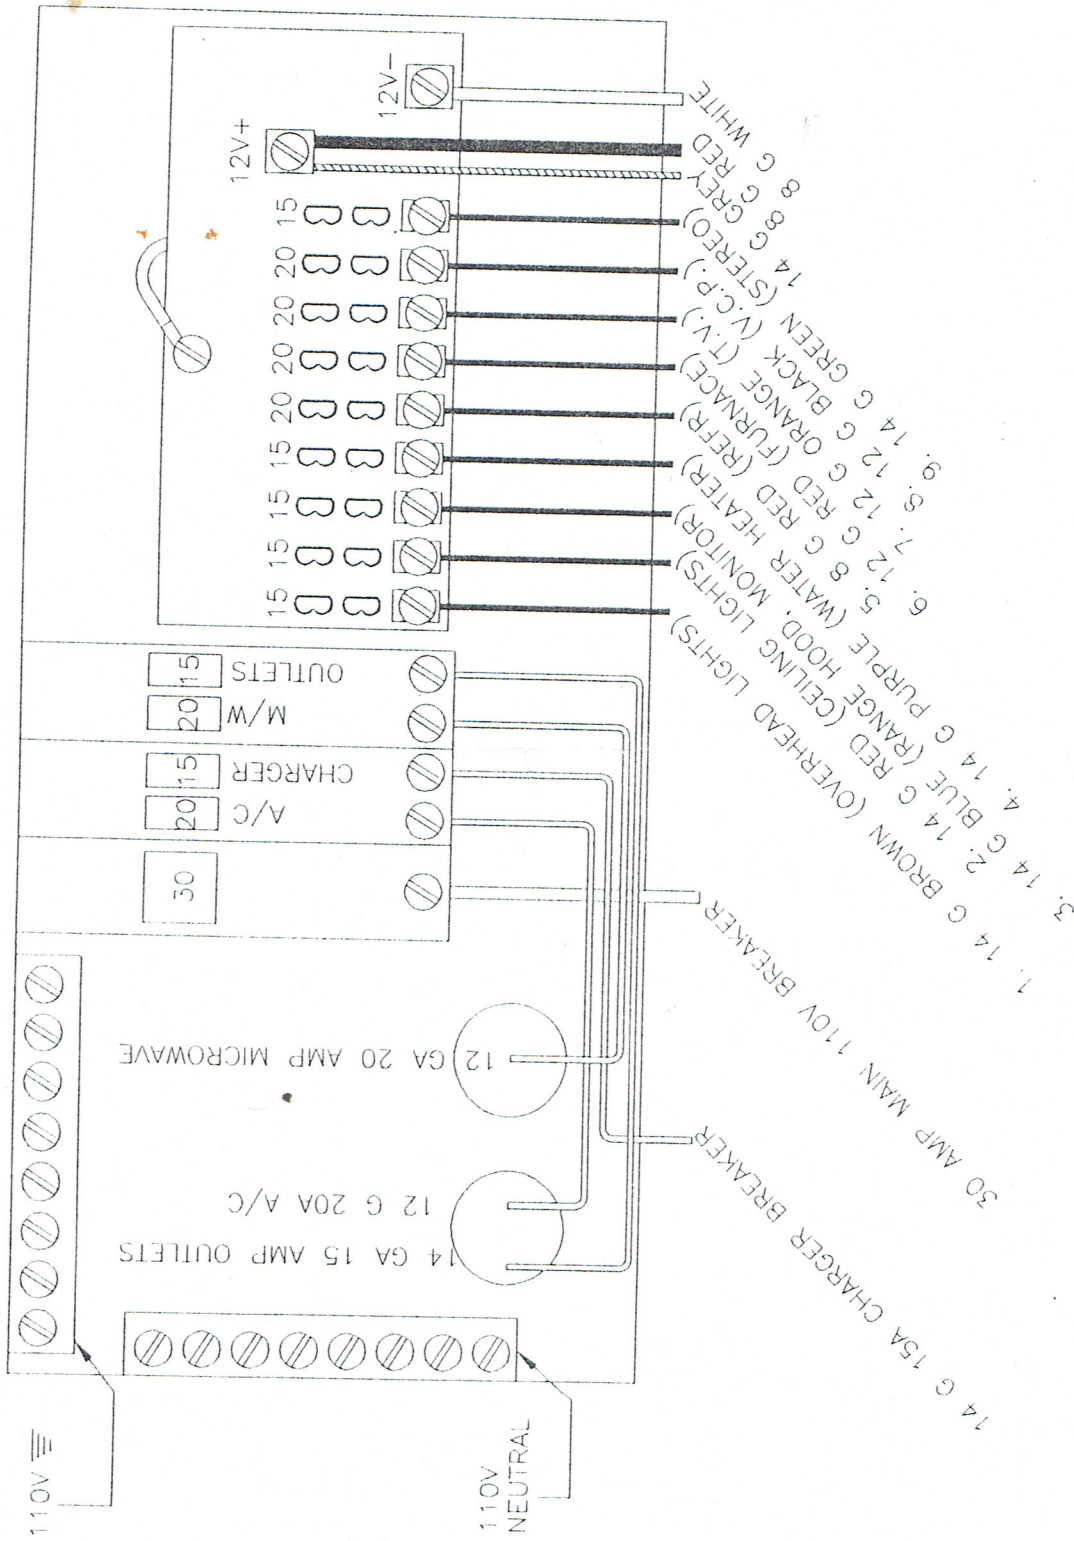 110V
110V
NEUTRAL
14 GA 15 AMP OUTLETS
12 G 20A A/C
12 GA 20 AMP MICROWAVE
30
20 A/C
15 CHARGER
20 M/W
15 OUTLETS
15
15
15
15
20
20
20
20
15
12V+
12V-
14 G 15A CHARGER BREAKER
30 AMP MAIN 110V BREAKER
1. 14 G BROWN (OVERHEAD LIGHTS)
2. 14 G RED (CEILING LIGHTS)
3. 14 G BLUE (RANGE HOOD, MONITOR)
4. 14 G PURPLE (WATER HEATER)
5. 8 G RED (REFR)
6. 12 G RED (FURNACE)
7. 12 G ORANGE (T.V.)
8. 12 G BLACK (V.C.P.)
9. 14 G GREEN (STEREO)
14 G GREY
8 G RED
8 G WHITE